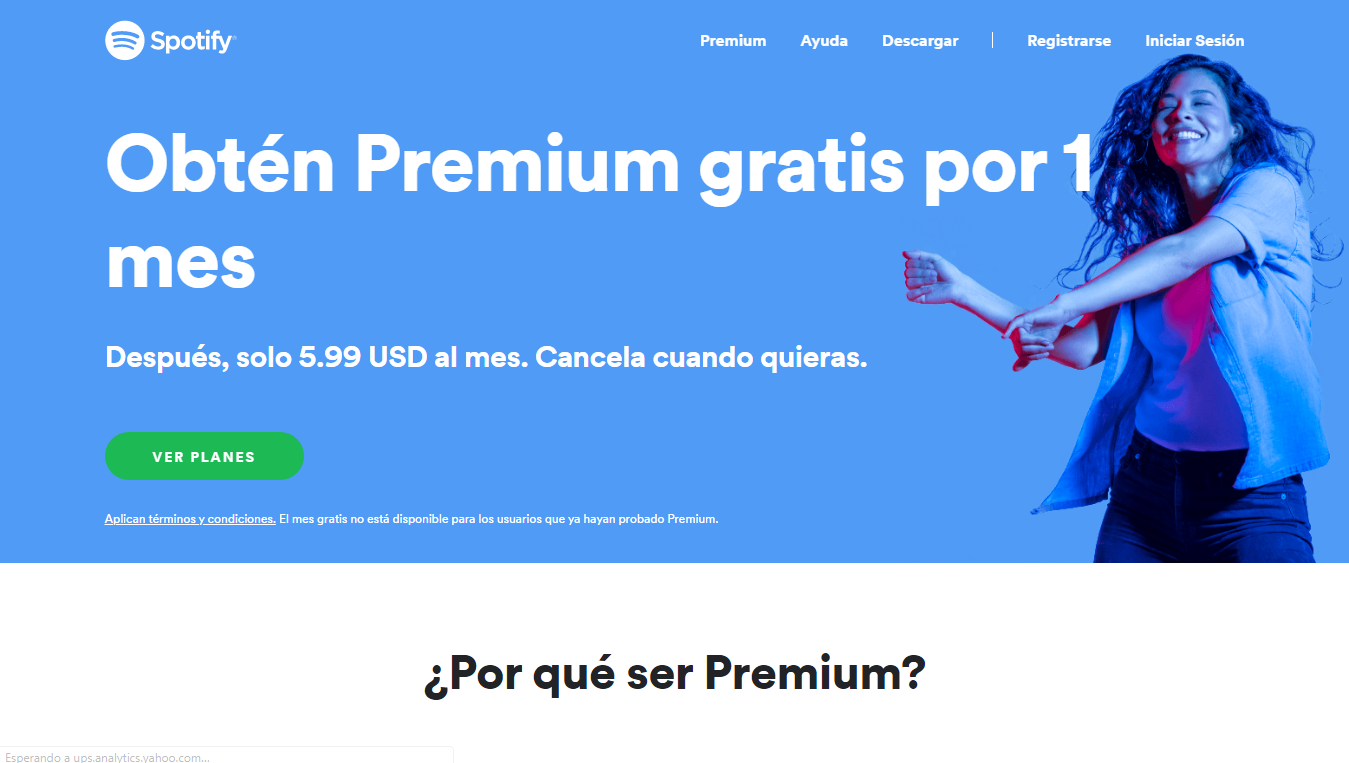 Spotify®
Premium Ayuda Descargar | Registrarse Iniciar Sesión
Obtén Premium gratis por 1
mes
Después, solo 5.99 USD al mes. Cancela cuando quieras.
VER PLANES
Aplican términos y condiciones. El mes gratis no está disponible para los usuarios que ya hayan probado Premium.
¿Por qué ser Premium?
Esperando a ups.analytics.yahoo.com...